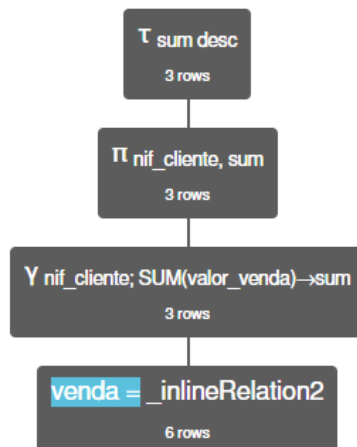 τ sum desc
3 rows
π nif_cliente, sum
3 rows
γ nif_cliente; SUM(valor_venda)→sum
3 rows
venda = _inlineRelation2
6 rows